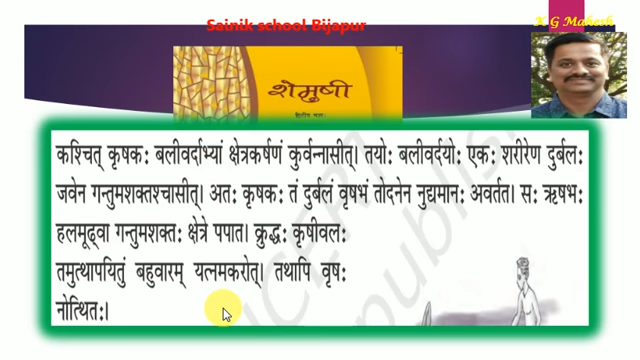 Sainik school Bijapur
K G Mahesh
शेमुषी
द्वितीयो भागः
कश्चित् कृषकः बलीवर्दाभ्यां क्षेत्रकर्षणं कुर्वन्नासीत्। तयोः बलीवर्दयोः एकः शरीरेण दुर्बलः
जवेन गन्तुमशक्तश्चासीत्। अतः कृषकः तं दुर्बलं वृषभं तोदनेन नुद्यमानः अवर्तत। सः ऋषभः
हलमूढ्वा गन्तुमशक्तः क्षेत्रे पपात। क्रुद्धः कृषीवलः
तमुत्थापयितुं बहुवारम् यत्नमकरोत्। तथापि वृषः
नोत्थितः।